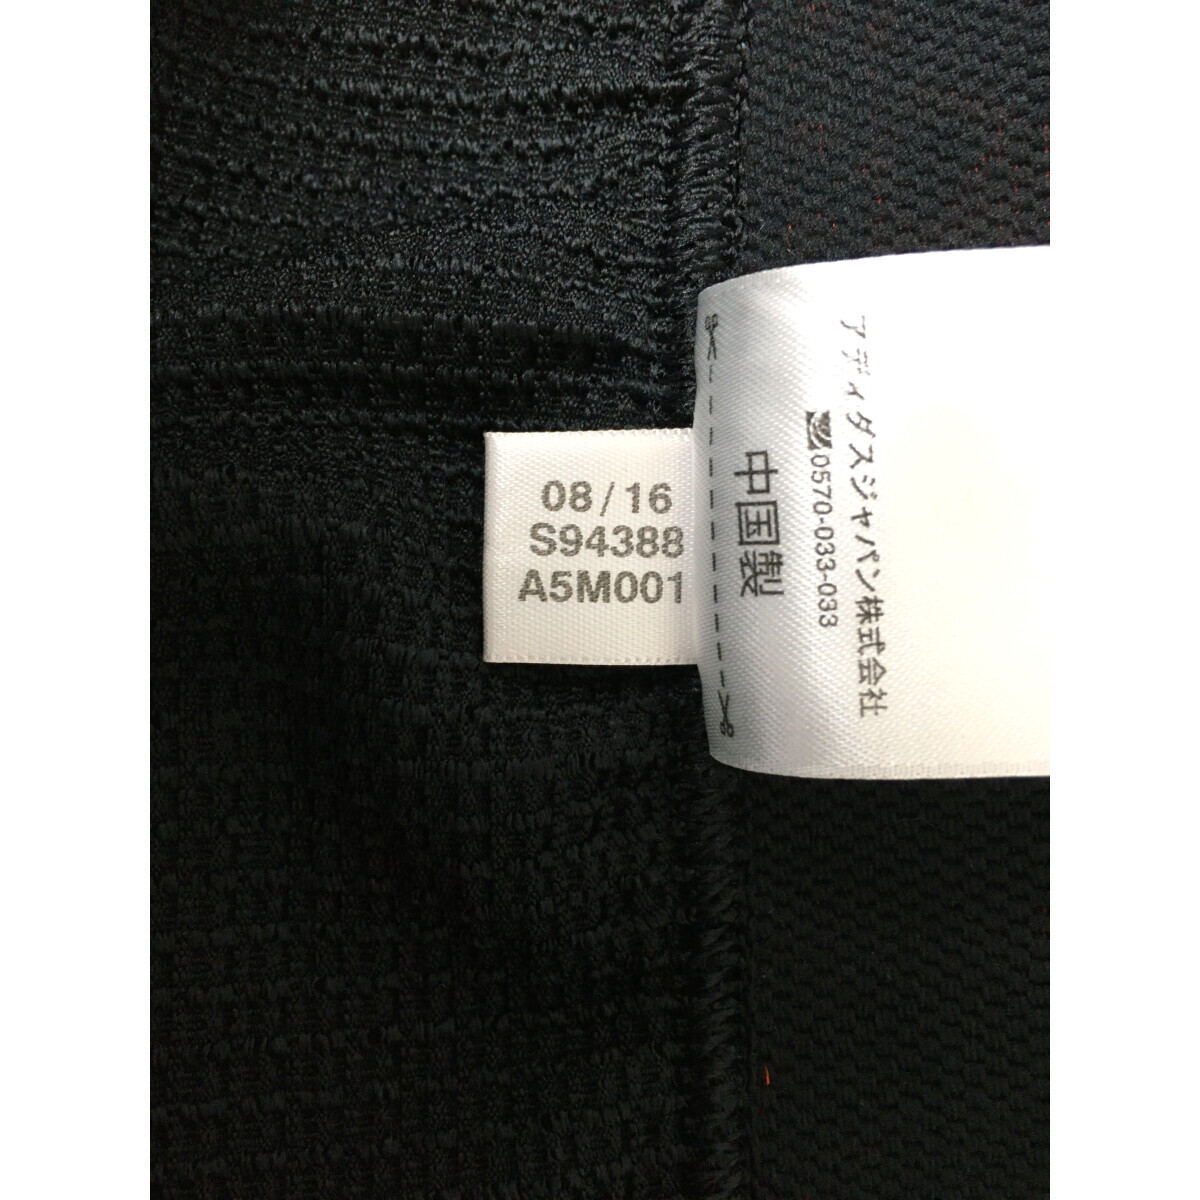 08/16
S94388
A5M001
アディダスジャパン株式会社
0570-033-033
中国製